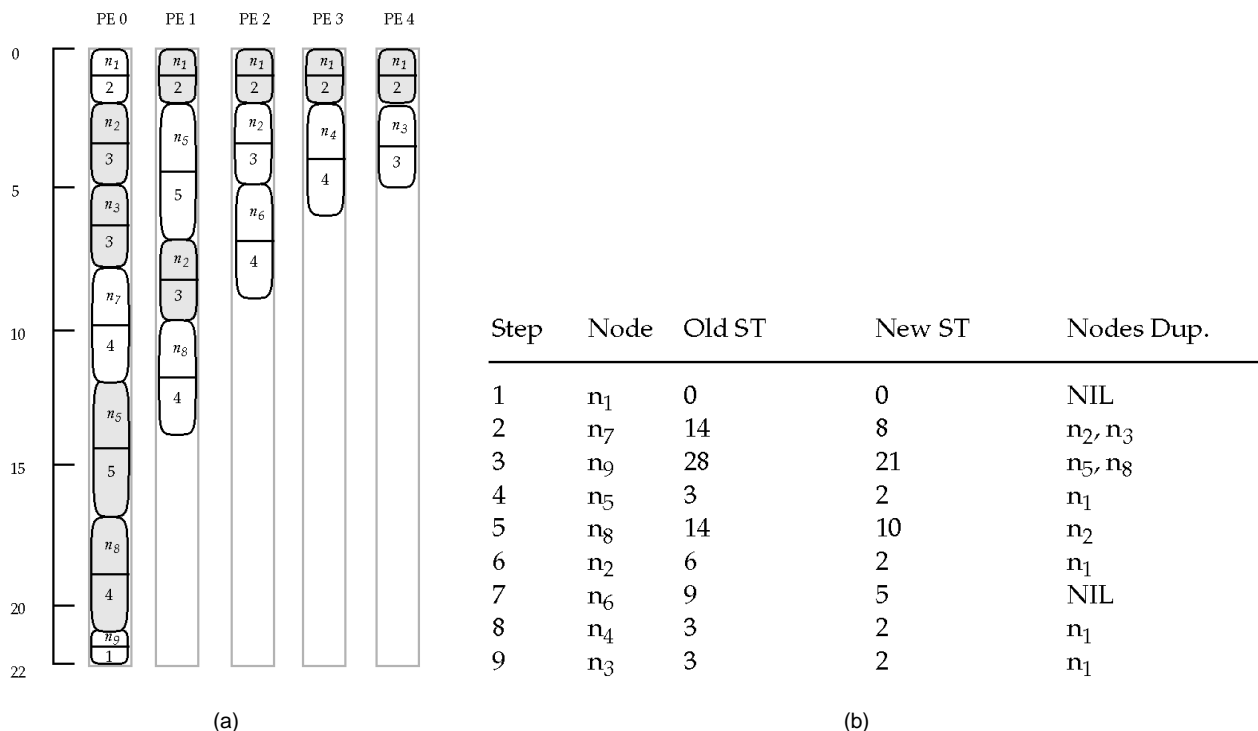 PE 0 PE 1 PE 2 PE 3 PE 4
0
n1 n1 n1 n1 n1
2 2 2 2 2
n2 n5 n2 n4 n3
3 5 3 4 3
5
n3 n2 n6
3 3 4
n7 n8
4 4
10
n5
5
15
n8
4
20
n9
1
22
(a)
Step Node Old ST New ST Nodes Dup.
1 n1 0 0 NIL
2 n7 14 8 n2, n3
3 n9 28 21 n5, n8
4 n5 3 2 n1
5 n8 14 10 n2
6 n2 6 2 n1
7 n6 9 5 NIL
8 n4 3 2 n1
9 n3 3 2 n1
(b)